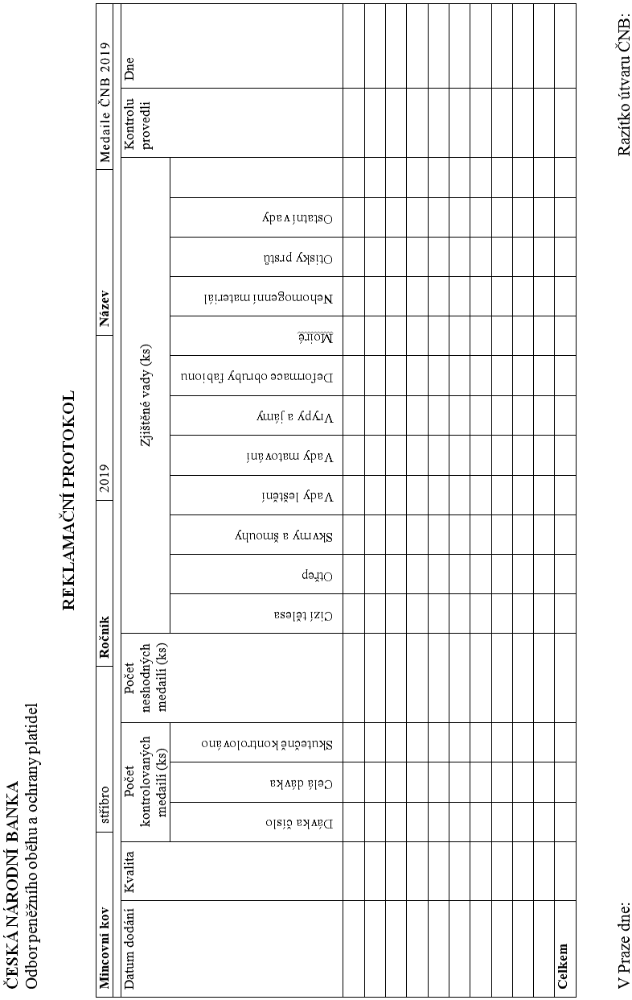 ČESKÁ NÁRODNÍ BANKA
Odbor peněžního oběhu a ochrany platidel
REKLAMAČNÍ PROTOKOL
Mincovní kov
stříbro
Ročník
2019
Název
Medaile ČNB 2019
Datum dodání
Kvalita
Počet
kontrolovaných
medailí (ks)
Počet
neshodných
medailí (ks)
Zjištěné vady (ks)
Kontrolu
provedli
Dne
Dávka číslo
Celá dávka
Skutečně kontrolováno
Cizí tělesa
Otřep
Skvrny a šmouhy
Vady leštění
Vady matování
Vrypy a jámy
Deformace obruby fabionu
Moiré
Nehomogenní materiál
Otisky prstů
Ostatní vady
Celkem
V Praze dne:
Razítko útvaru ČNB: